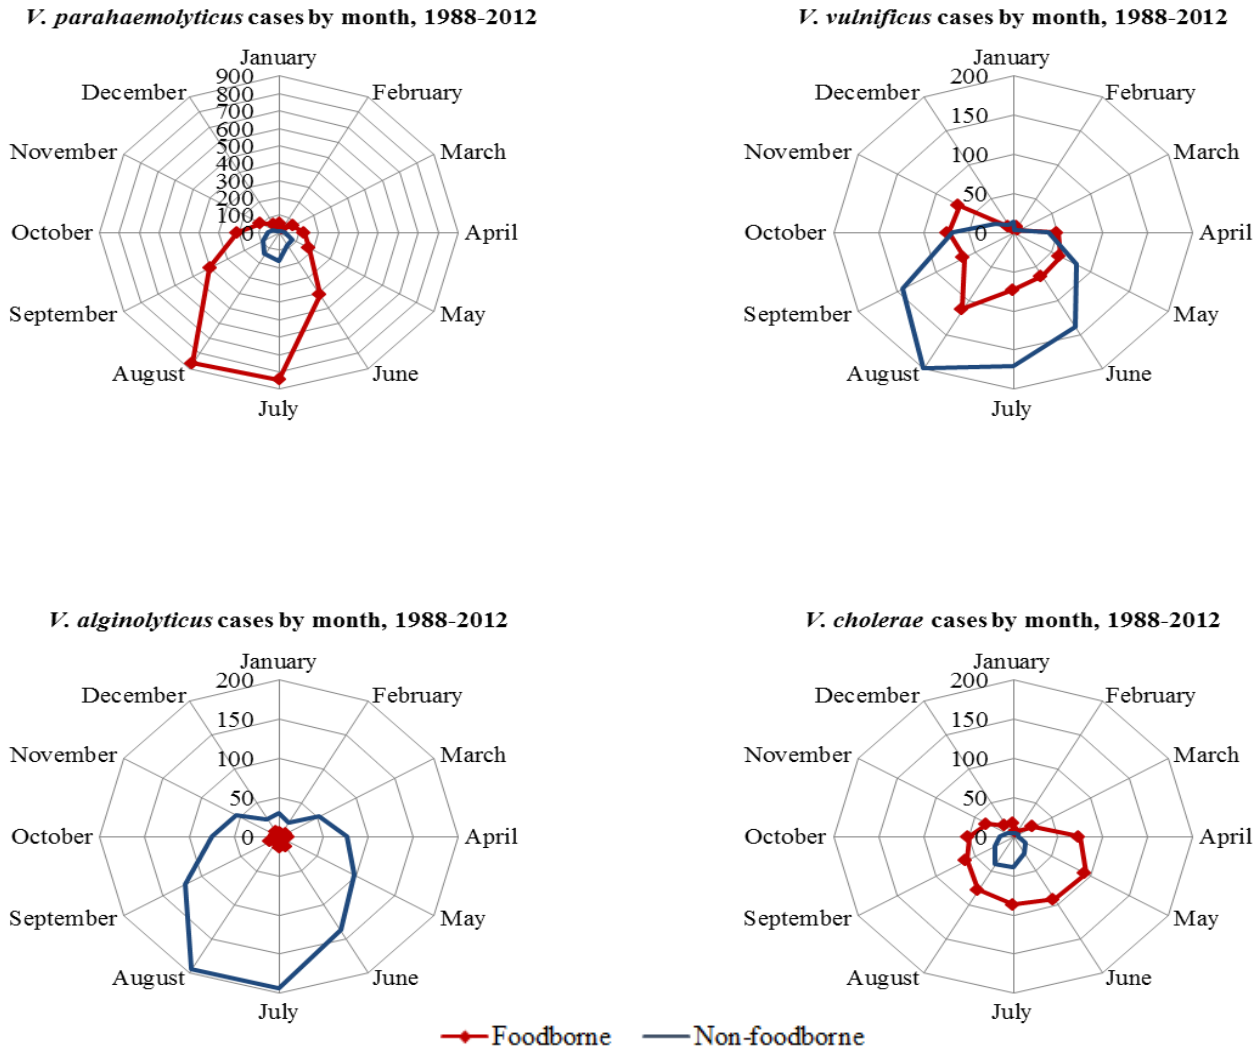 V. parahaemolyticus cases by month, 1988-2012
January
February
March
April
May
June
July
August
September
October
November
December
900
800
700
600
500
400
300
200
100
0
V. vulnificus cases by month, 1988-2012
January
February
March
April
May
June
July
August
September
October
November
December
200
150
100
50
0
V. alginolyticus cases by month, 1988-2012
January
February
March
April
May
June
July
August
September
October
November
December
200
150
100
50
0
V. cholerae cases by month, 1988-2012
January
February
March
April
May
June
July
August
September
October
November
December
200
150
100
50
0
Foodborne
Non-foodborne